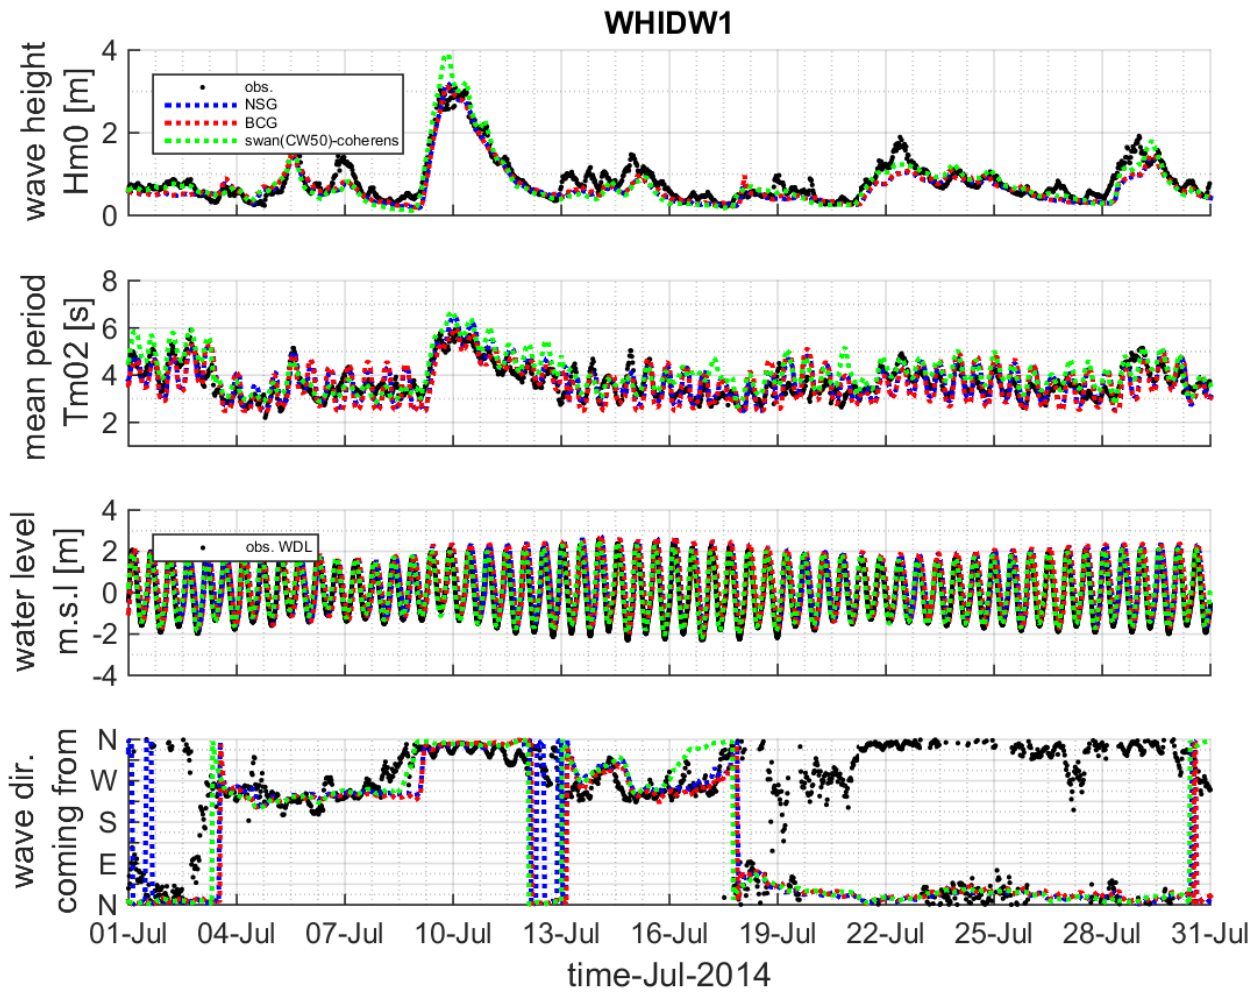 WHIDW1
wave height
Hm0 [m]
4
2
0
obs.
NSG
BCG
swan(CW50)-coherens
mean period
Tm02 [s]
8
6
4
2
water level
m.s.l [m]
4
2
0
-2
-4
obs. WDL
wave dir.
coming from
N
W
S
E
N
01-Jul 04-Jul 07-Jul 10-Jul 13-Jul 16-Jul 19-Jul 22-Jul 25-Jul 28-Jul 31-Jul
time-Jul-2014